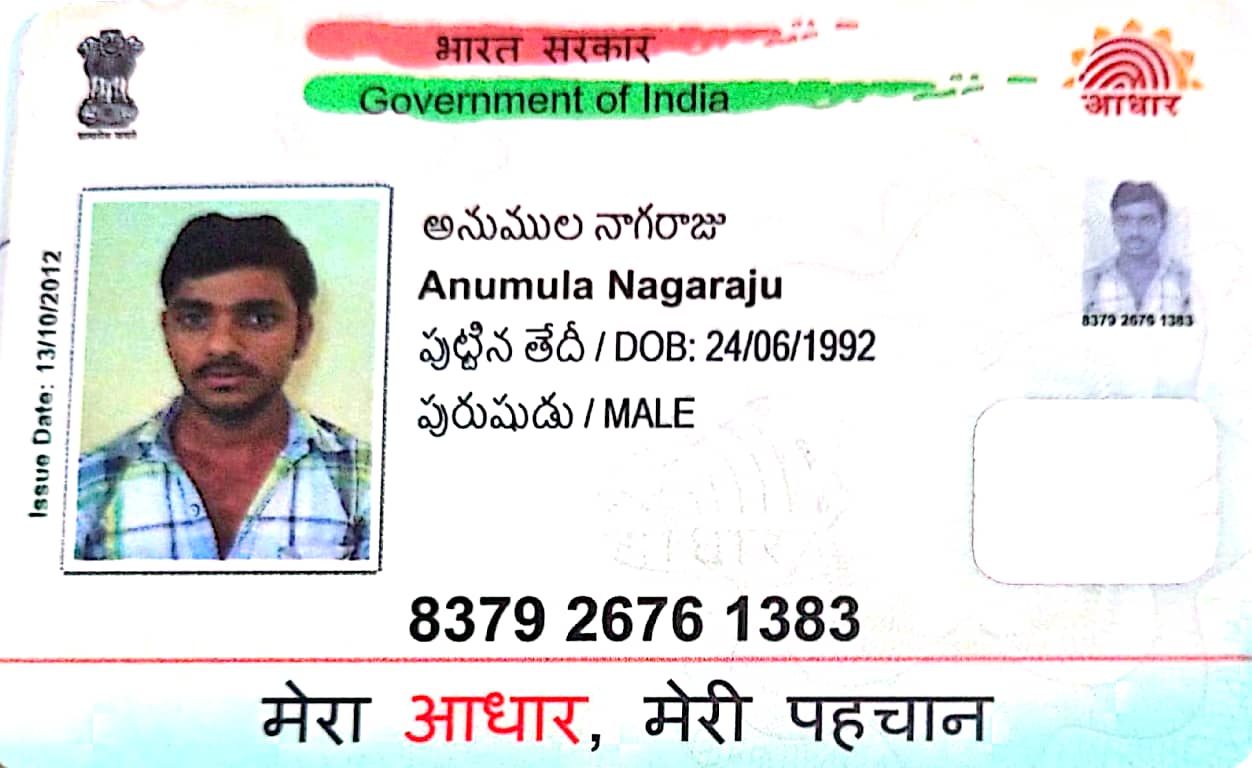 भारत सरकार
Government of India
आधार
Issue Date: 13/10/2012
అనుముల నాగరాజు
Anumula Nagaraju
పుట్టిన తేదీ / DOB: 24/06/1992
పురుషుడు / MALE
8379 2676 1383
8379 2676 1383
मेरा आधार, मेरी पहचान